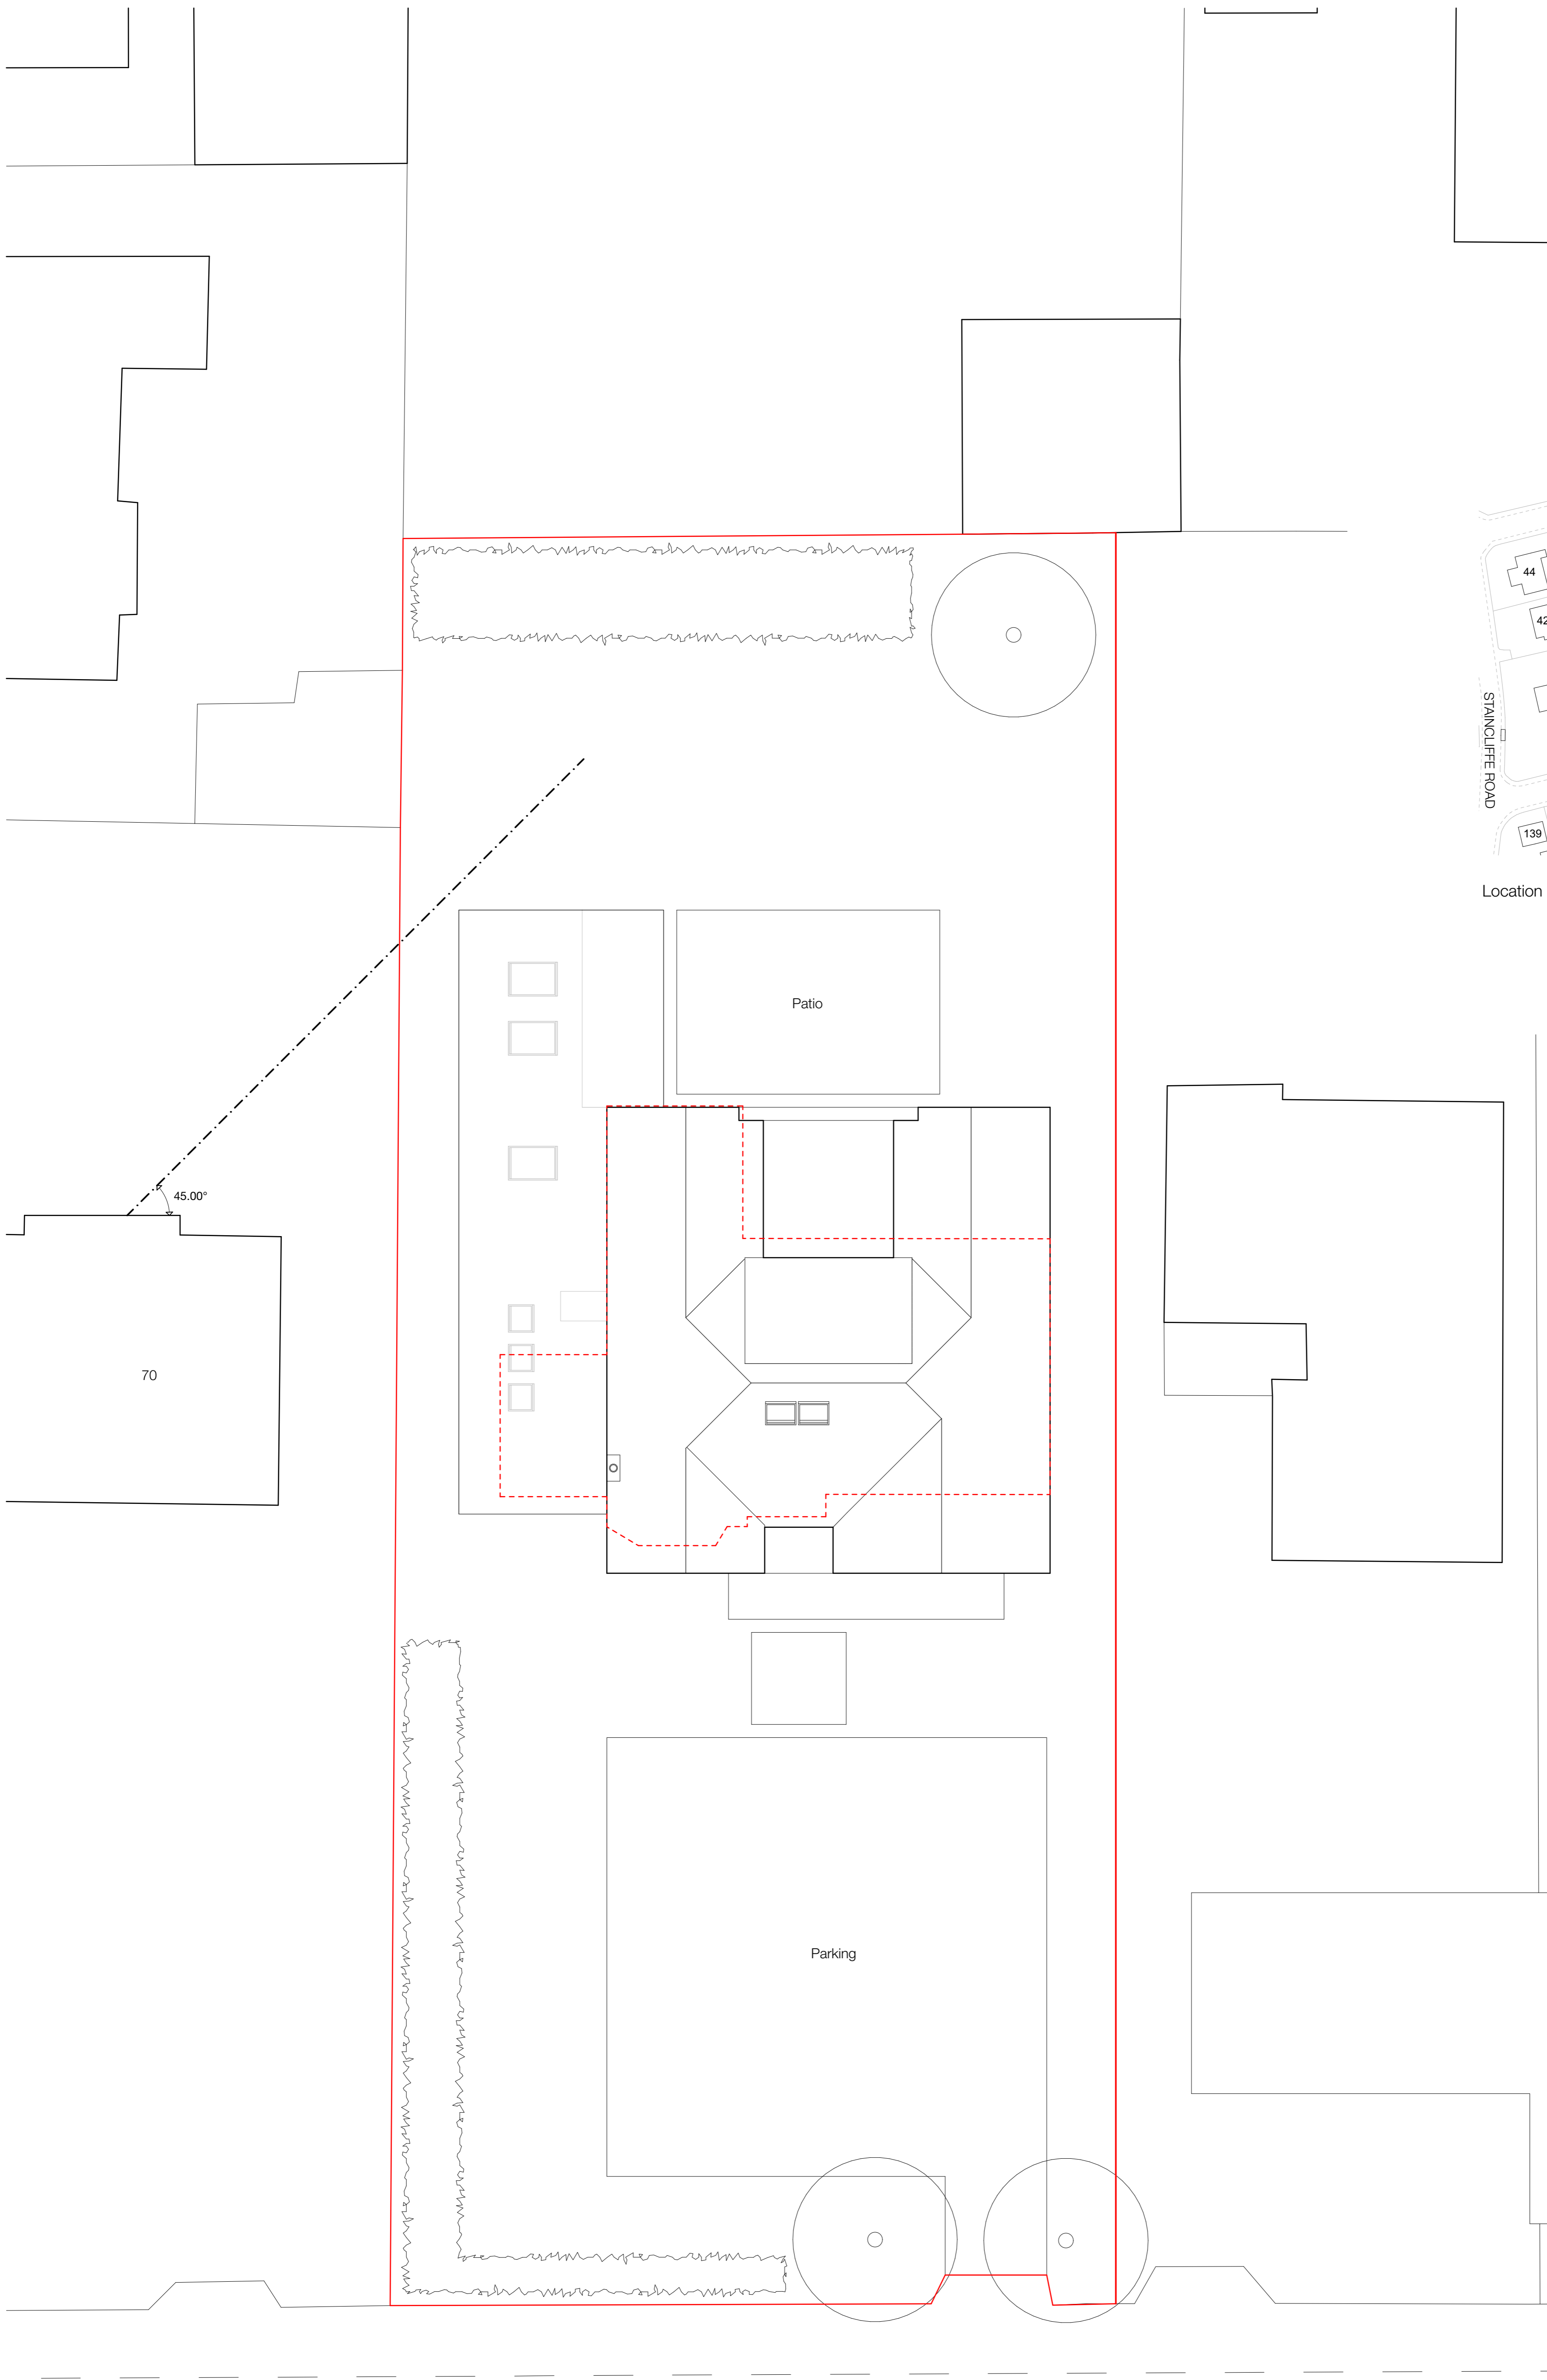 44
42
STAINCLIFFE ROAD
139
Location
Patio
45.00°
70
Parking